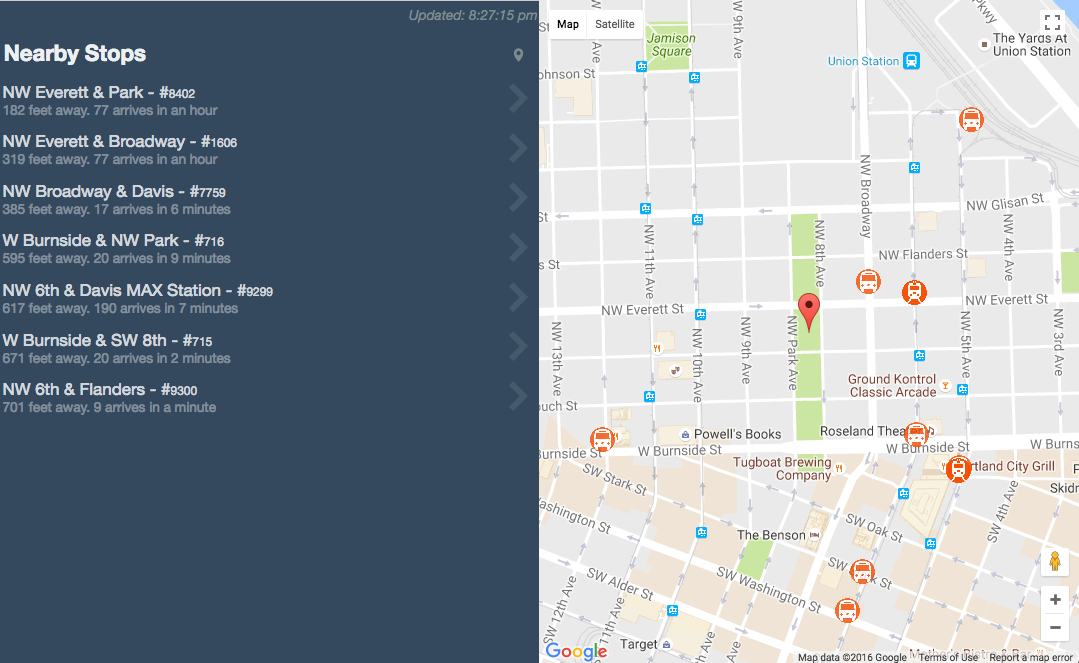 Updated: 8:27:15 pm
Nearby Stops
NW Everett & Park - #8402
182 feet away. 77 arrives in an hour
NW Everett & Broadway - #1606
319 feet away. 77 arrives in an hour
NW Broadway & Davis - #7759
385 feet away. 17 arrives in 6 minutes
W Burnside & NW Park - #716
595 feet away. 20 arrives in 9 minutes
NW 6th & Davis MAX Station - #9299
617 feet away. 190 arrives in 7 minutes
W Burnside & SW 8th - #715
671 feet away. 20 arrives in 2 minutes
NW 6th & Flanders - #9300
701 feet away. 9 arrives in a minute
Map
Satellite
Pkwy
NW 9th Ave
Jamison
Square
The Yards At
Union Station
Union Station
ohnson St
NW Broadway
NW Glisan St
St
NW 11th Ave
NW 8th Ave
NW 4th Ave
NW Flanders St
s St
NW Everett St
NW Everett St
NW 13th Ave
NW 10th Ave
NW 9th Ave
NW Park Ave
NW 5th Ave
NW 3rd Ave
Ground Kontrol
Classic Arcade
ouch St
Powell's Books
Roseland Thea
W Burnside St
W Burns
Burnside St
W Burnside St
Tugboat Brewing
Company
rtland City Grill
SW Stark St
Skidr
ashington St
SW 4th Ave
SW Oak St
The Benson
SW Alder St
SW Washington St
k St
SW 12th Ave
11th Ave
9th Ave
Target
Google
Map data ©2016 Google
Terms of Use
Report a map error